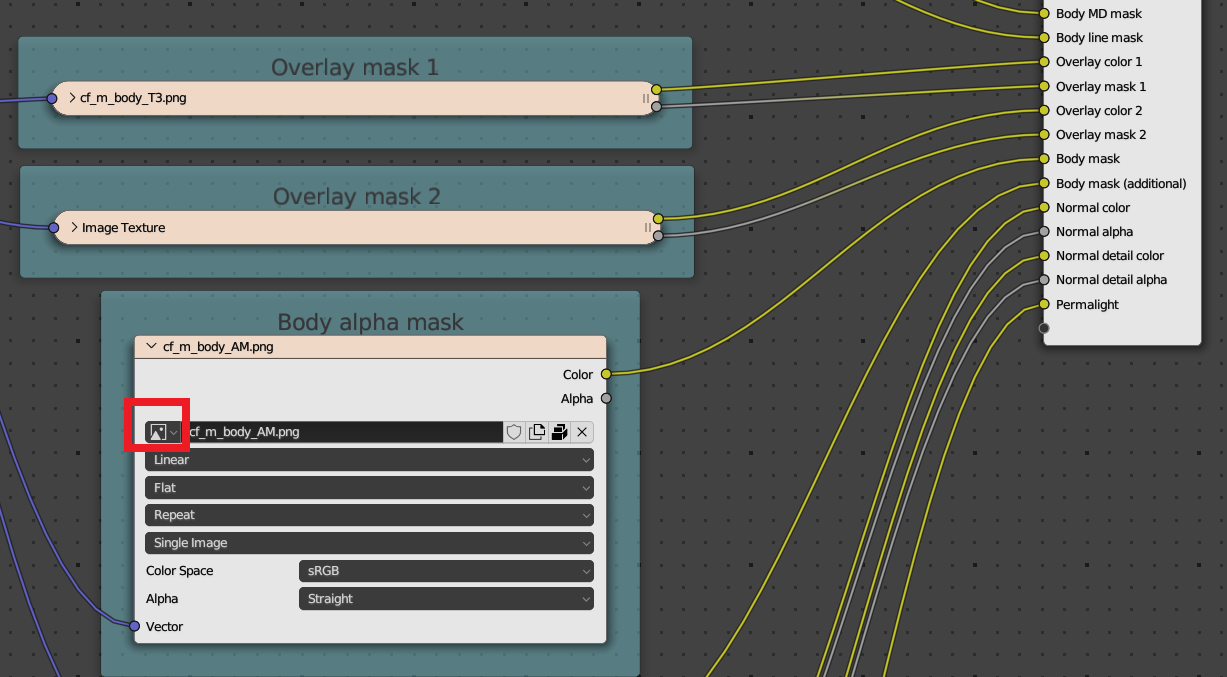 Overlay mask 1
cf_m_body_T3.png
Overlay mask 2
Image Texture
Body alpha mask
cf_m_body_AM.png
Color
Alpha
cf_m_body_AM.png
Linear
Flat
Repeat
Single Image
Color Space sRGB
Alpha Straight
Vector
Body MD mask
Body line mask
Overlay color 1
Overlay mask 1
Overlay color 2
Overlay mask 2
Body mask
Body mask (additional)
Normal color
Normal alpha
Normal detail color
Normal detail alpha
Permalight